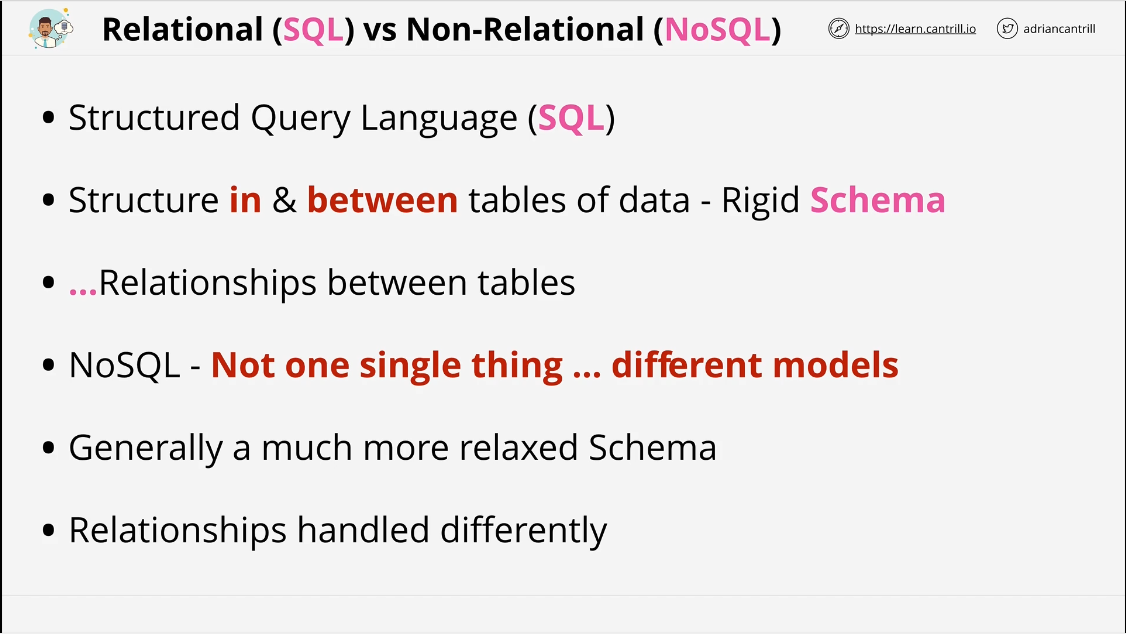 Relational (SQL) vs Non-Relational (NoSQL)
https://learn.cantrill.io
adriancantrill
• Structured Query Language (SQL)
• Structure in & between tables of data - Rigid Schema
• ...Relationships between tables
• NoSQL - Not one single thing ... different models
• Generally a much more relaxed Schema
• Relationships handled differently